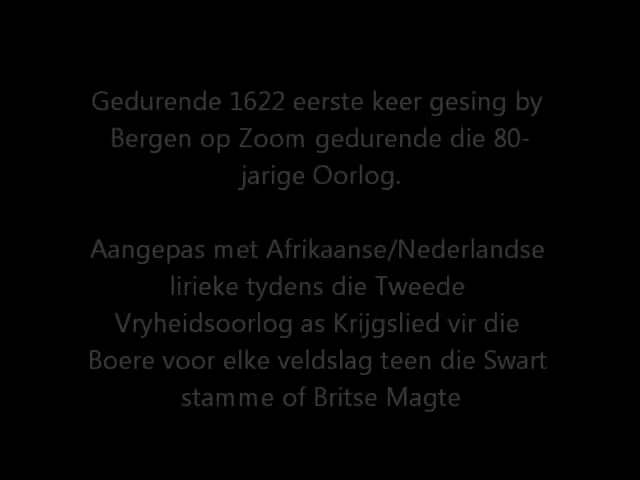 Gedurende 1622 eerste keer gesing by
Bergen op Zoom gedurende die 80-
jarige Oorlog.
Aangepas met Afrikaanse/Nederlandse
lirieke tydens die Tweede
Vryheidsoorlog as Krijgslied vir die
Boere voor elke veldslag teen die Swart
stamme of Britse Magte